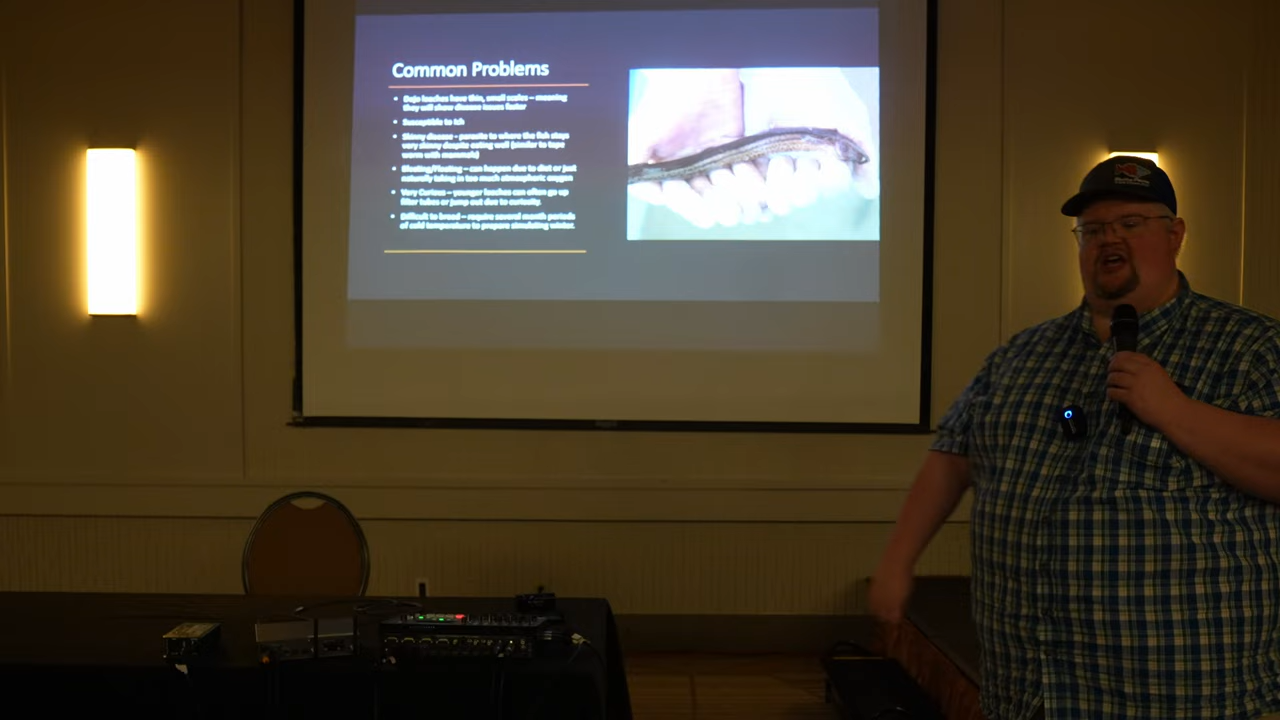 Common Problems
Dojo loaches have thin, small scales – meaning
they will show disease issues faster
Susceptible to Ich
Skinny disease - parasite to where the fish stays
very skinny despite eating well (similar to tape
worm with mammals)
Bloating/Floating – can happen due to diet or just
naturally taking in too much atmospheric oxygen
Very Curious – younger loaches can often go up
filter tubes or jump out due to curiosity.
Difficult to breed – require several month periods
of cold temperature to prepare simulating winter.